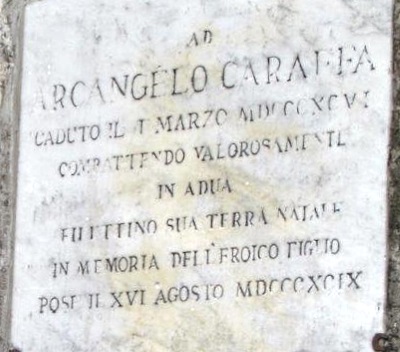 AD
ARCANGELO CARAFFA
CADUTO IL I MARZO MDCCCXCVI
COMBATTENDO VALOROSAMENTE
IN ADUA
FILETTINO SUA TERRA NATALE
IN MEMORIA DELL'EROICO FIGLIO
POSE IL XVI AGOSTO MDCCCXCIX